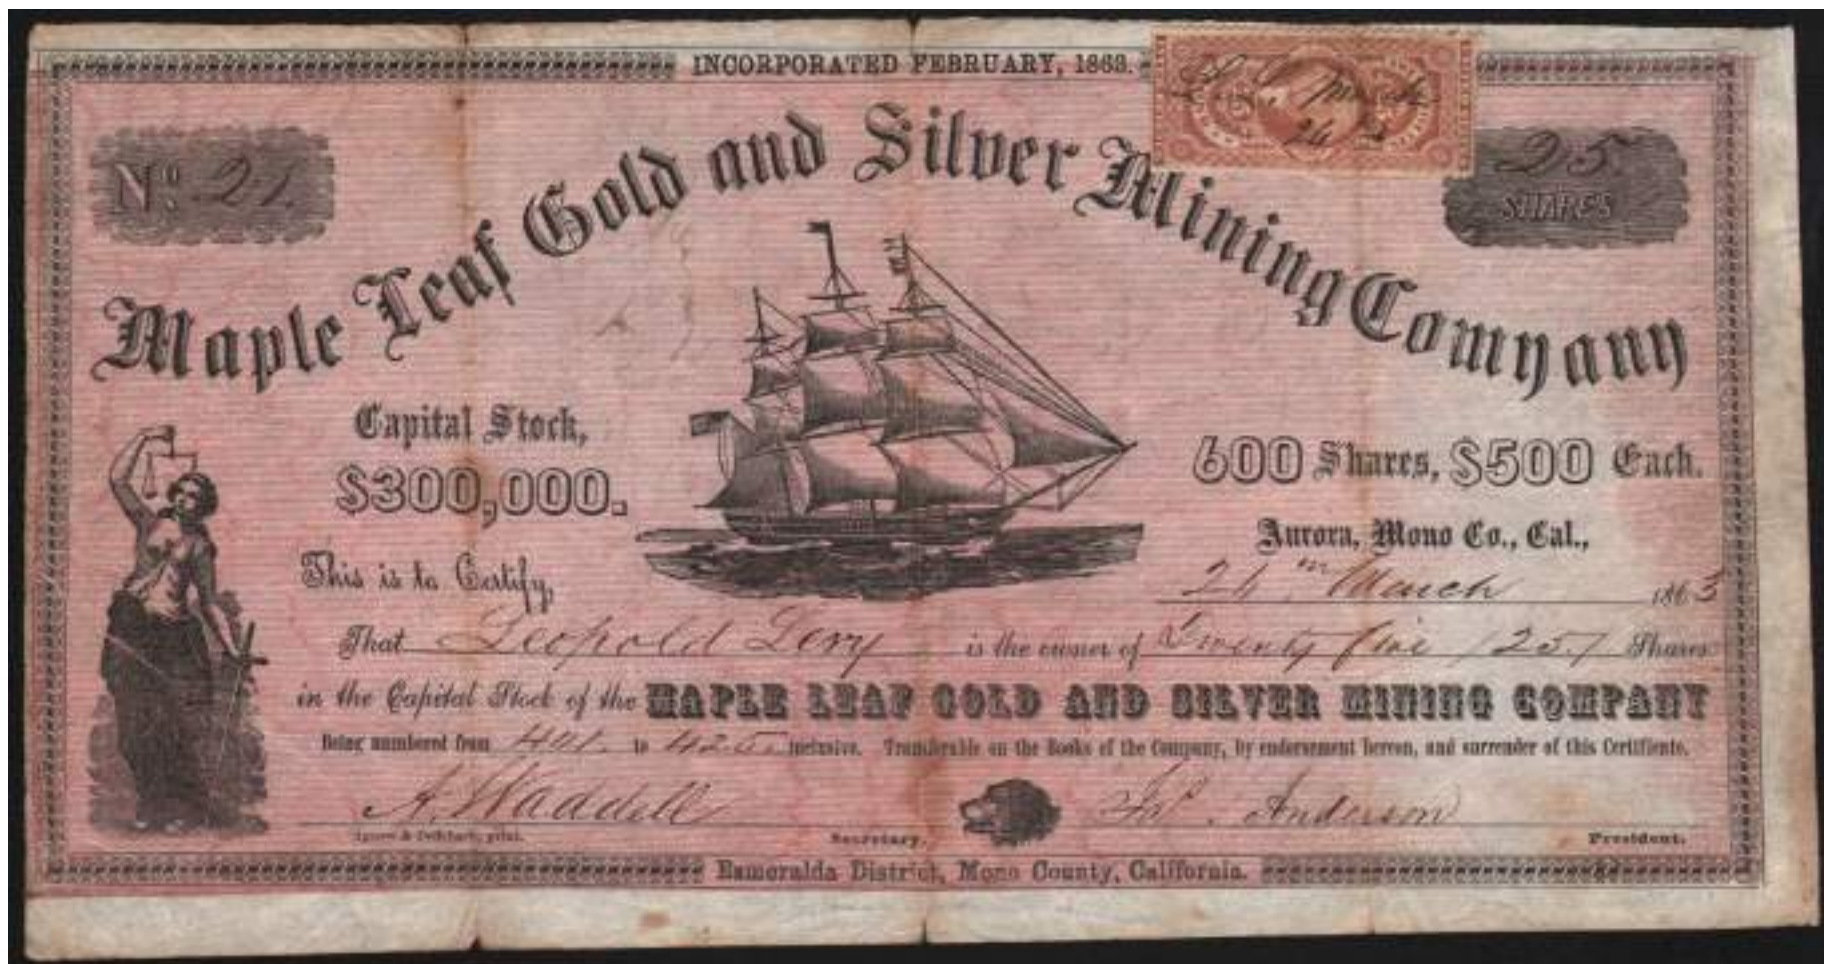 INCORPORATED FEBRUARY, 1863.
No. 21.
25
SHARES
Maple Leaf Gold and Silver Mining Company
Capital Stock,
$300,000.
600 Shares, $500 Each.
Aurora, Mono Co., Cal.,
March 1863
This is to Certify,
That Leopold Levy is the owner of Twenty five /25/ Shares
in the Capital Stock of the MAPLE LEAF GOLD AND SILVER MINING COMPANY
Being numbered from 401. to 425. inclusive. Transferable on the Books of the Company, by endorsement hereon, and surrender of this Certificate.
A. Waddell
Secretary.
Anderson
President.
Esmeralda District, Mono County, California.